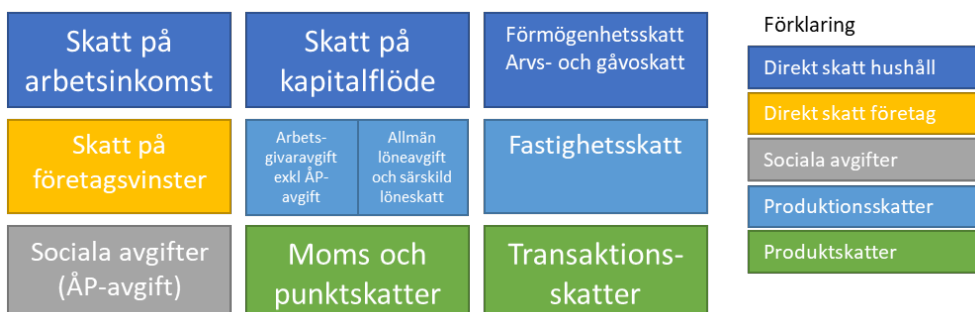 Skatt på
arbetsinkomst
Skatt på
kapitalflöde
Förmögenhetsskatt
Arvs- och gåvoskatt
Skatt på
företagsvinster
Arbets-
givaravgift
exkl ÅP-
avgift
Allmän
löneavgift
och särskild
löneskatt
Fastighetsskatt
Sociala avgifter
(ÅP-avgift)
Moms och
punktskatter
Transaktions-
skatter
Förklaring
Direkt skatt hushåll
Direkt skatt företag
Sociala avgifter
Produktionsskatter
Produktskatter